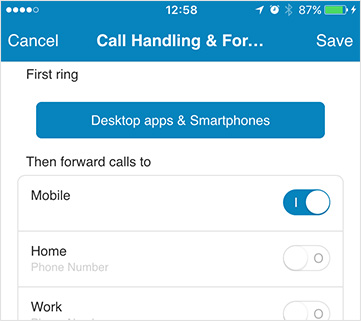 12:58 87%
Cancel Call Handling & For... Save
First ring
Desktop apps & Smartphones
Then forward calls to
Mobile
Home
Phone Number
Work